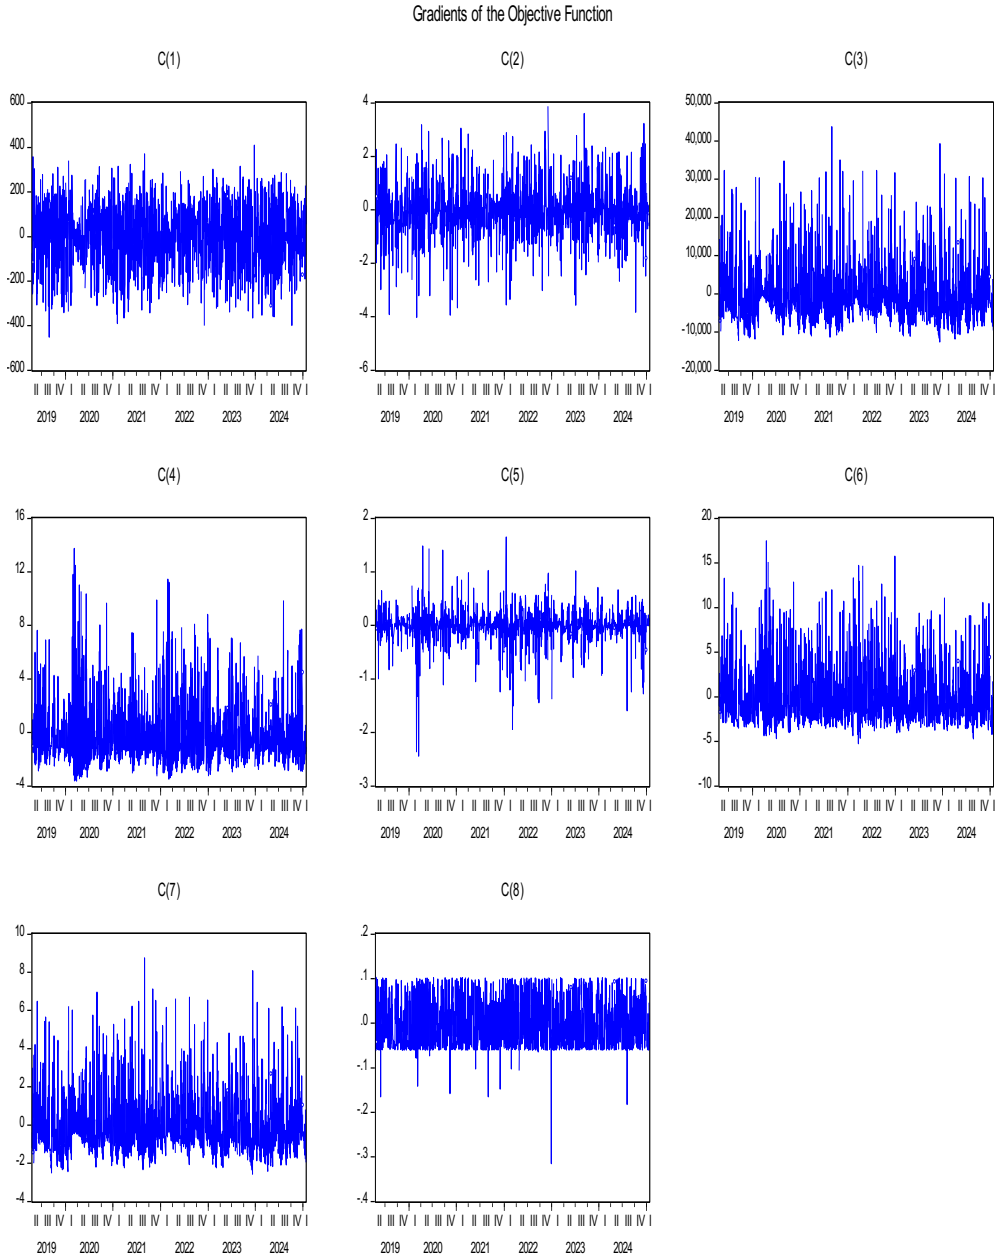 Gradients of the Objective Function
C(1)
600
400
200
0
-200
-400
-600
II III IV I II III IV I II III IV I II III IV I II III IV I II III IV I
2019 2020 2021 2022 2023 2024
C(2)
4
2
0
-2
-4
-6
II III IV I II III IV I II III IV I II III IV I II III IV I II III IV I
2019 2020 2021 2022 2023 2024
C(3)
50,000
40,000
30,000
20,000
10,000
0
-10,000
-20,000
II III IV I II III IV I II III IV I II III IV I II III IV I II III IV I
2019 2020 2021 2022 2023 2024
C(4)
16
12
8
4
0
-4
II III IV I II III IV I II III IV I II III IV I II III IV I II III IV I
2019 2020 2021 2022 2023 2024
C(5)
2
1
0
-1
-2
-3
II III IV I II III IV I II III IV I II III IV I II III IV I II III IV I
2019 2020 2021 2022 2023 2024
C(6)
20
15
10
5
0
-5
-10
II III IV I II III IV I II III IV I II III IV I II III IV I II III IV I
2019 2020 2021 2022 2023 2024
C(7)
10
8
6
4
2
0
-2
-4
II III IV I II III IV I II III IV I II III IV I II III IV I II III IV I
2019 2020 2021 2022 2023 2024
C(8)
.2
.1
.0
-.1
-.2
-.3
-.4
II III IV I II III IV I II III IV I II III IV I II III IV I II III IV I
2019 2020 2021 2022 2023 2024